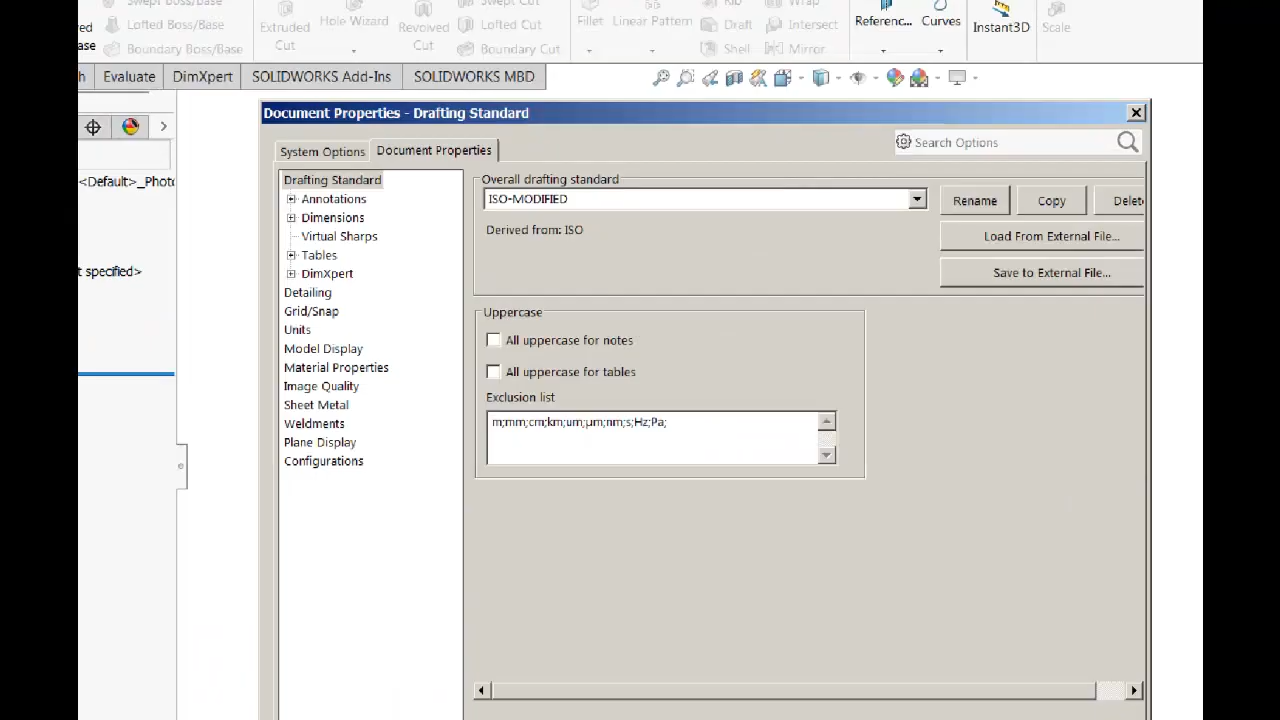 Swept Boss/Base
Swept Cut
Rib
Wrap
Lofted Boss/Base
Extruded
Cut
Hole Wizard
Revolved
Cut
Lofted Cut
Fillet
Linear Pattern
Draft
Intersect
Referenc...
Curves
Instant3D
Scale
Boundary Boss/Base
Boundary Cut
Shell
Mirror
Evaluate
DimXpert
SOLIDWORKS Add-Ins
SOLIDWORKS MBD
Document Properties - Drafting Standard
System Options
Document Properties
Search Options
<Default>_Photo
t specified>
Drafting Standard
Annotations
Dimensions
Virtual Sharps
Tables
DimXpert
Detailing
Grid/Snap
Units
Model Display
Material Properties
Image Quality
Sheet Metal
Weldments
Plane Display
Configurations
Overall drafting standard
ISO-MODIFIED
Rename
Copy
Delete
Derived from: ISO
Load From External File...
Save to External File...
Uppercase
All uppercase for notes
All uppercase for tables
Exclusion list
m;mm;cm;km;um;µm;nm;s;Hz;Pa;